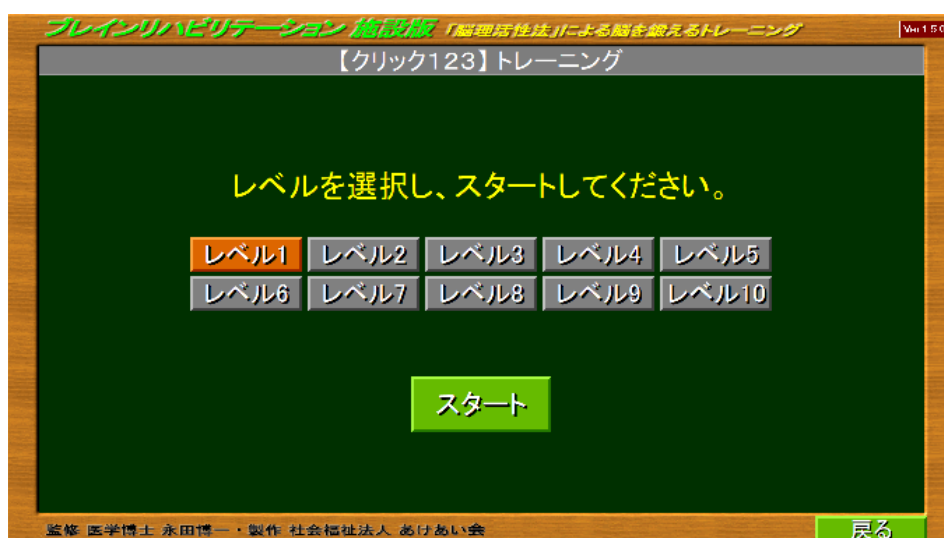 ブレインリハビリテーション 施設版 「脳理活性法」による脳を鍛えるトレーニング Ver 1.50
【クリック123】トレーニング
レベルを選択し、スタートしてください。
レベル1 レベル2 レベル3 レベル4 レベル5
レベル6 レベル7 レベル8 レベル9 レベル10
スタート
監修 医学博士 永田博一・製作 社会福祉法人 あけあい会
戻る